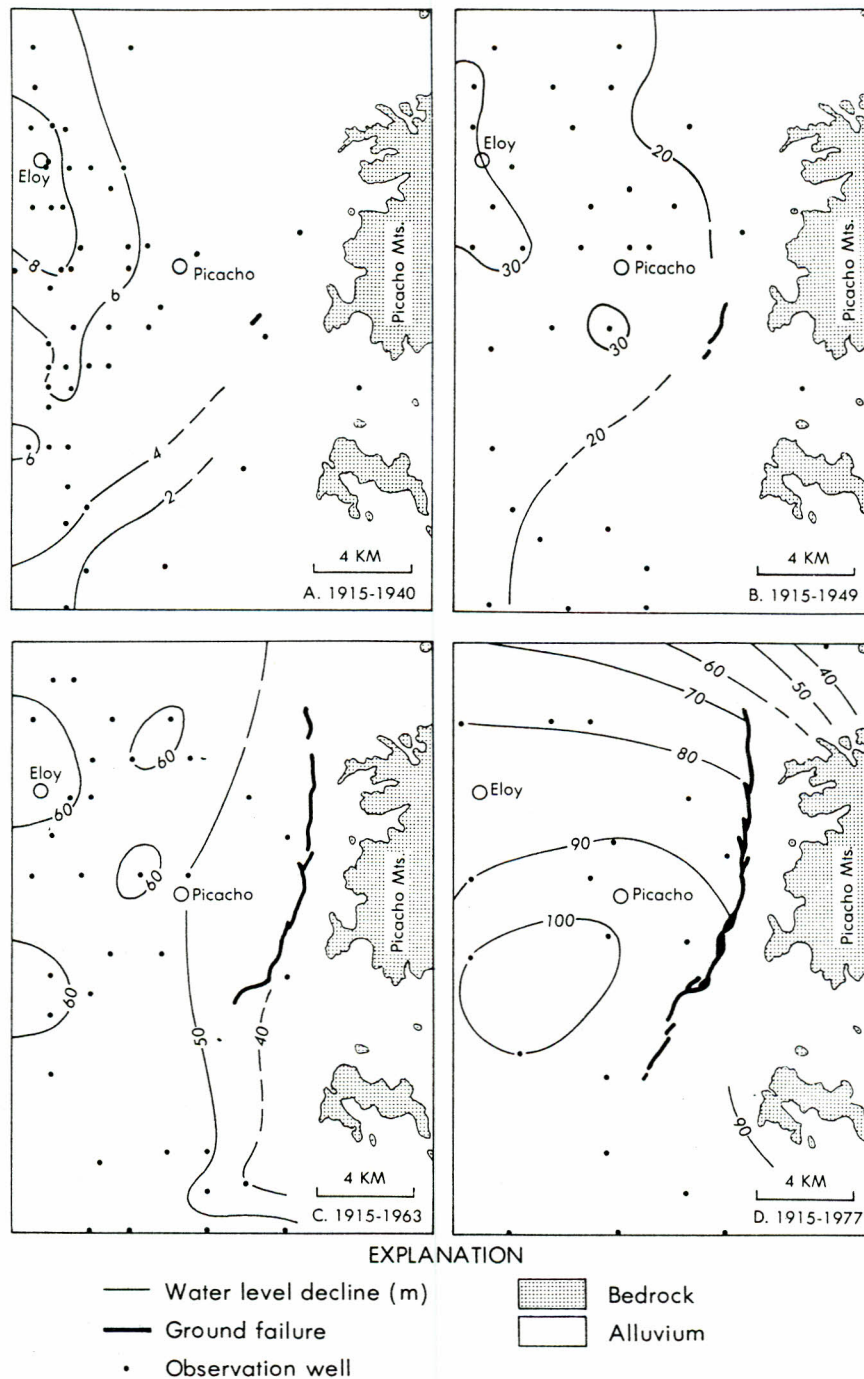 Eloy
8
6
Picacho
Picacho Mts.
4
6
2
4 KM
A. 1915-1940
20
Eloy
30
Picacho
Picacho Mts.
30
20
4 KM
B. 1915-1949
60
Eloy
60
60
Picacho
Picacho Mts.
60
50
40
4 KM
C. 1915-1963
60
40
50
70
80
Eloy
90
Picacho
Picacho Mts.
100
90
4 KM
D. 1915-1977
EXPLANATION
Water level decline (m)
Ground failure
Observation well
Bedrock
Alluvium